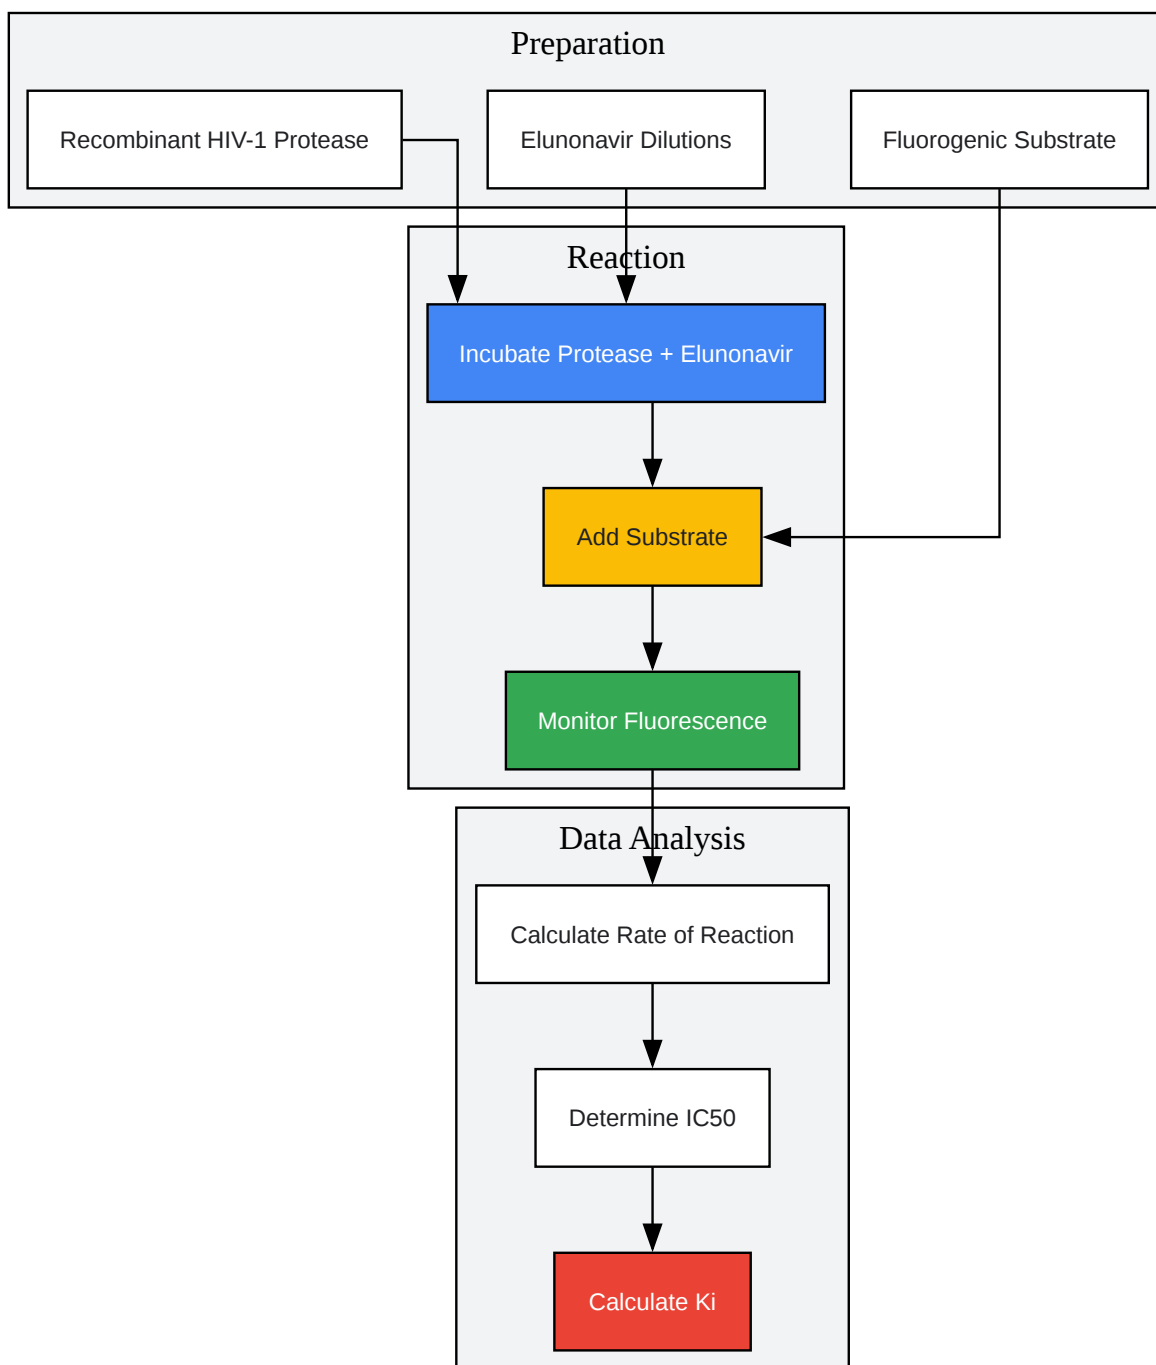 Preparation
Recombinant HIV-1 Protease
Elunonavir Dilutions
Fluorogenic Substrate
Reaction
Incubate Protease + Elunonavir
Add Substrate
Monitor Fluorescence
Data Analysis
Calculate Rate of Reaction
Determine IC50
Calculate Ki